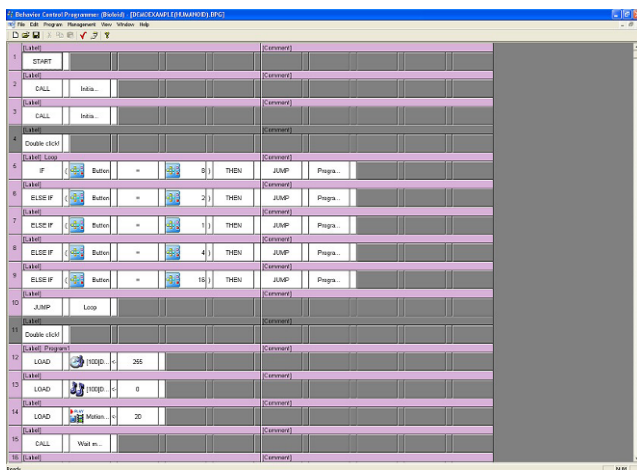 Behavior Control Programmer (Bioloid) - [DEMOEXAMPLE(HUMANOID).BPG]
File Edit Program Management View Window Help
[Label] [Comment]
1 START
[Label] [Comment]
2 CALL Initia...
[Label] [Comment]
3 CALL Initia...
[Label] [Comment]
4 Double click!
[Label] Loop [Comment]
5 IF ( Button = 8 ) THEN JUMP Progra...
[Label] [Comment]
6 ELSE IF ( Button = 2 ) THEN JUMP Progra...
[Label] [Comment]
7 ELSE IF ( Button = 1 ) THEN JUMP Progra...
[Label] [Comment]
8 ELSE IF ( Button = 4 ) THEN JUMP Progra...
[Label] [Comment]
9 ELSE IF ( Button = 16 ) THEN JUMP Progra...
[Label] [Comment]
10 JUMP Loop
[Label] [Comment]
11 Double click!
[Label] Program1 [Comment]
12 LOAD [100]D... <- 255
[Label] [Comment]
13 LOAD [100]D... <- 0
[Label] [Comment]
14 LOAD PLAY Motion... <- 20
[Label] [Comment]
15 CALL Wait m...
16 [Label] [Comment]
Ready NUM